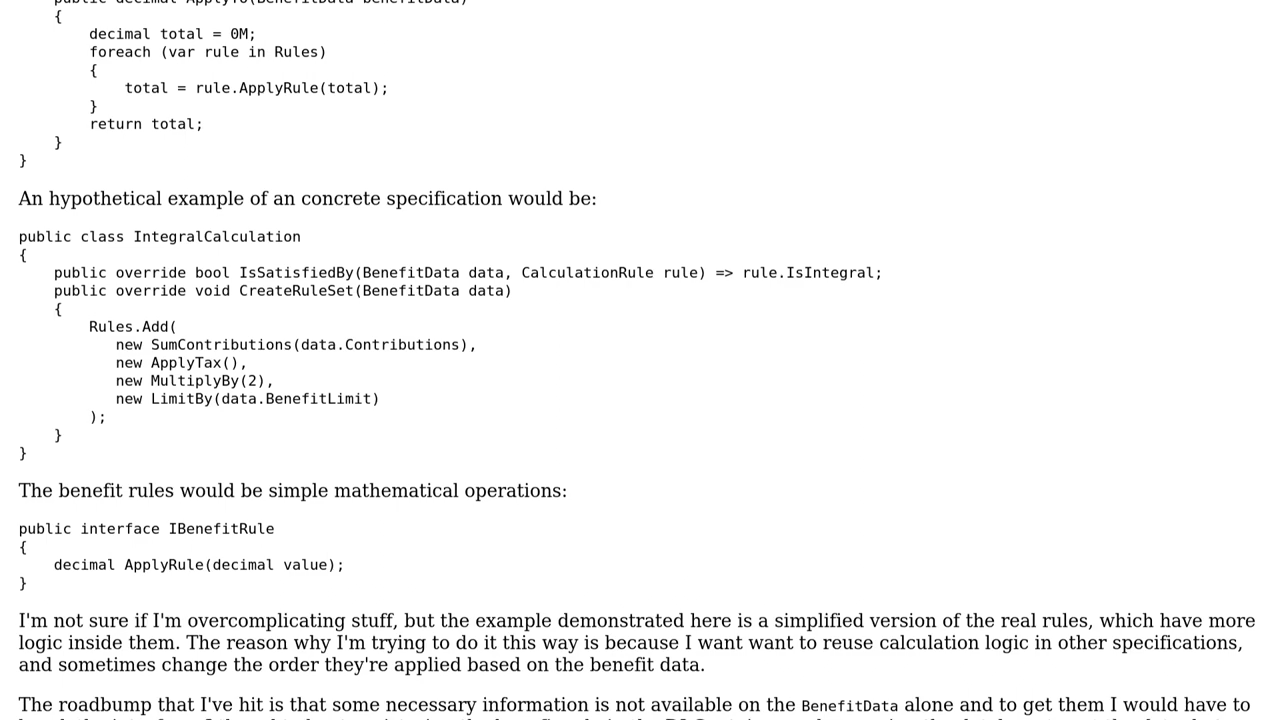 public decimal ApplyTo(BenefitData benefitData)
{
decimal total = 0M;
foreach (var rule in Rules)
{
total = rule.ApplyRule(total);
}
return total;
}
}
An hypothetical example of an concrete specification would be:
public class IntegralCalculation
{
public override bool IsSatisfiedBy(BenefitData data, CalculationRule rule) => rule.IsIntegral;
public override void CreateRuleSet(BenefitData data)
{
Rules.Add(
new SumContributions(data.Contributions),
new ApplyTax(),
new MultiplyBy(2),
new LimitBy(data.BenefitLimit)
);
}
}
The benefit rules would be simple mathematical operations:
public interface IBenefitRule
{
decimal ApplyRule(decimal value);
}
I'm not sure if I'm overcomplicating stuff, but the example demonstrated here is a simplified version of the real rules, which have more
logic inside them. The reason why I'm trying to do it this way is because I want want to reuse calculation logic in other specifications,
and sometimes change the order they're applied based on the benefit data.
The roadbump that I've hit is that some necessary information is not available on the BenefitData alone and to get them I would have to